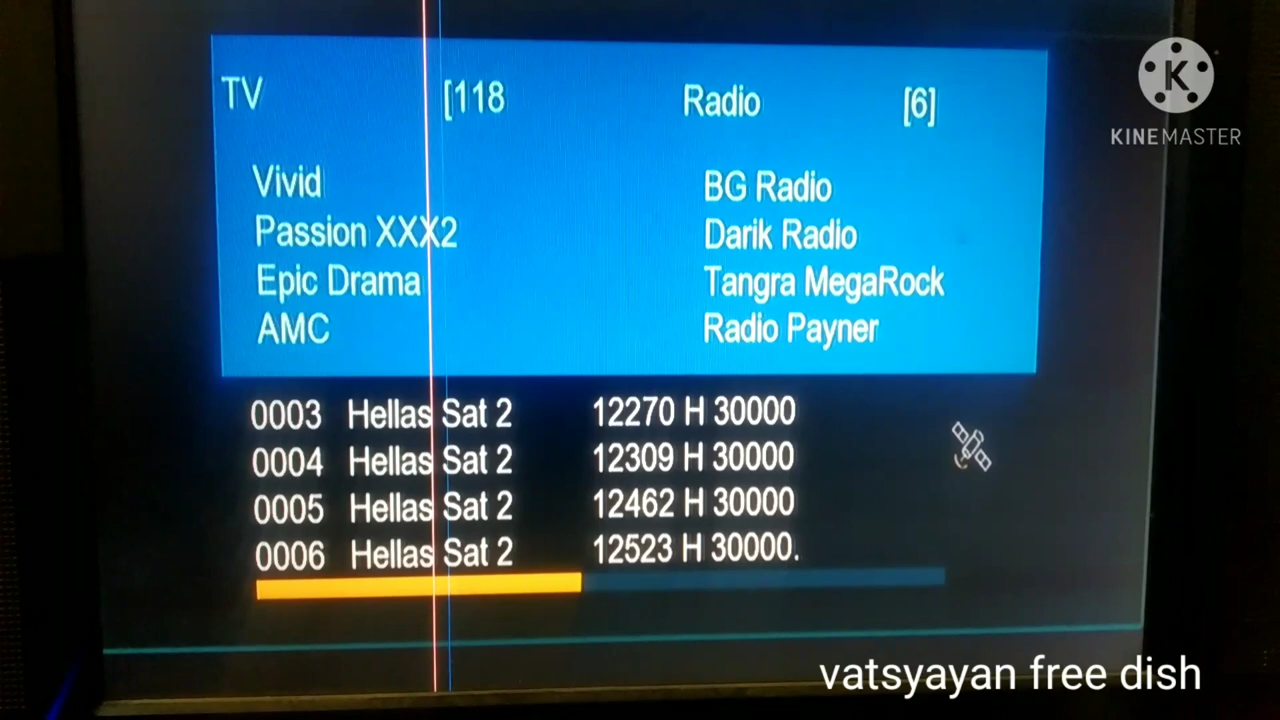 TV [118 Radio [6]
Vivid BG Radio
Passion XXX2 Darik Radio
Epic Drama Tangra MegaRock
AMC Radio Payner
0003 Hellas Sat 2 12270 H 30000
0004 Hellas Sat 2 12309 H 30000
0005 Hellas Sat 2 12462 H 30000
0006 Hellas Sat 2 12523 H 30000.
K
KINEMASTER
vatsyayan free dish